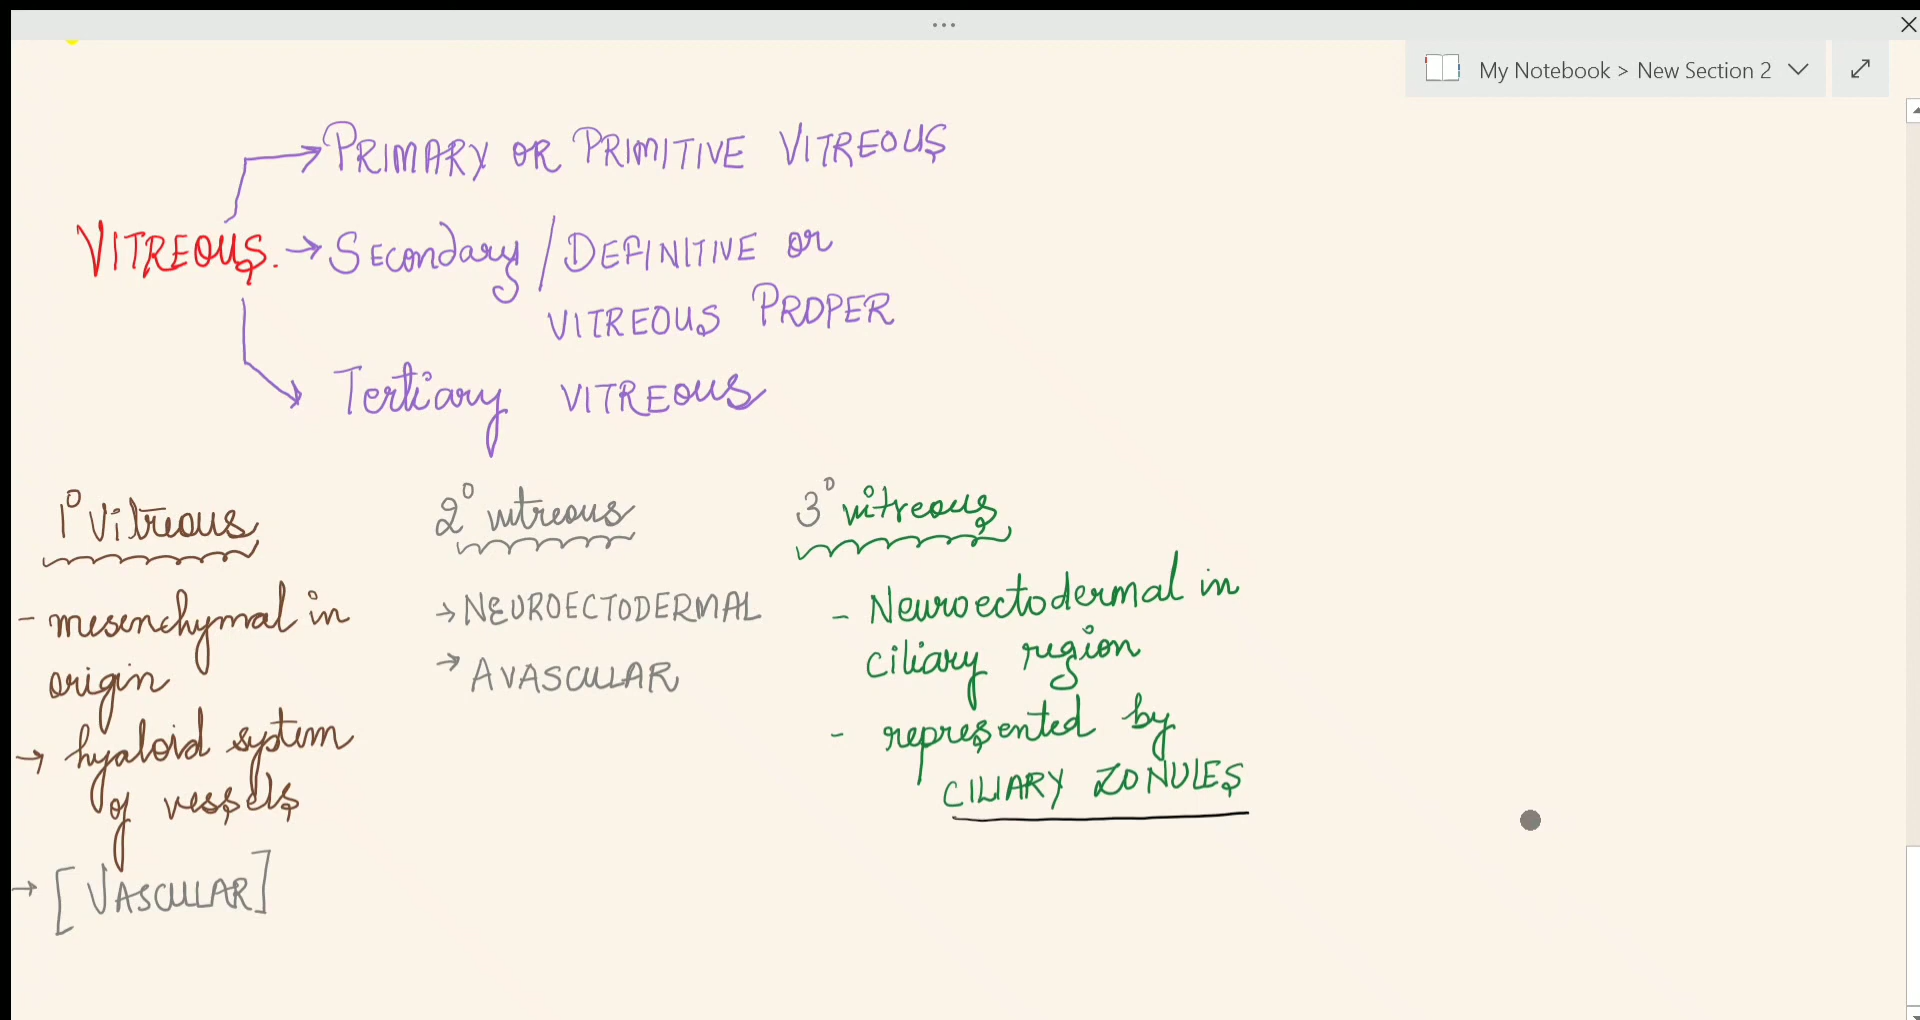 My Notebook > New Section 2
PRIMARY OR PRIMITIVE VITREOUS
VITREOUS. → Secondary / DEFINITIVE or
VITREOUS PROPER
Tertiary VITREOUS
1° Vitreous
- mesenchymal in
origin
→ hyaloid system
of vessels
→ [VASCULAR]
2° vitreous
→ NEUROECTODERMAL
→ AVASCULAR
3° vitreous
- Neuroectodermal in
ciliary region
- represented by
CILIARY ZONULES